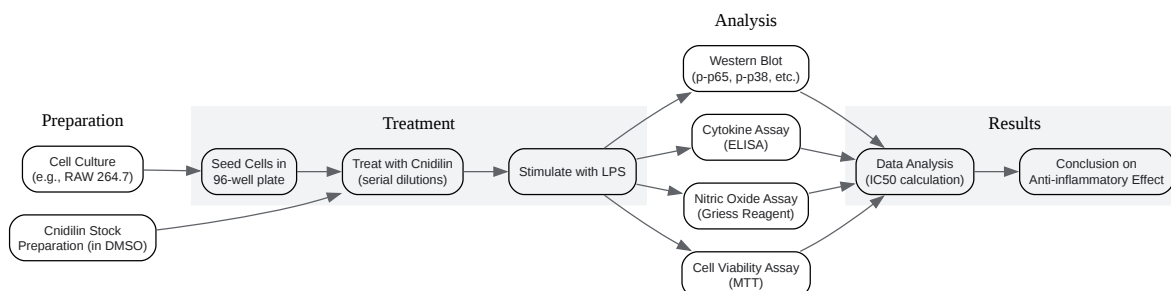 Preparation
Cell Culture
(e.g., RAW 264.7)
Cnidilin Stock
Preparation (in DMSO)
Treatment
Seed Cells in
96-well plate
Treat with Cnidilin
(serial dilutions)
Stimulate with LPS
Analysis
Western Blot
(p-p65, p-p38, etc.)
Cytokine Assay
(ELISA)
Nitric Oxide Assay
(Griess Reagent)
Cell Viability Assay
(MTT)
Results
Data Analysis
(IC50 calculation)
Conclusion on
Anti-inflammatory Effect